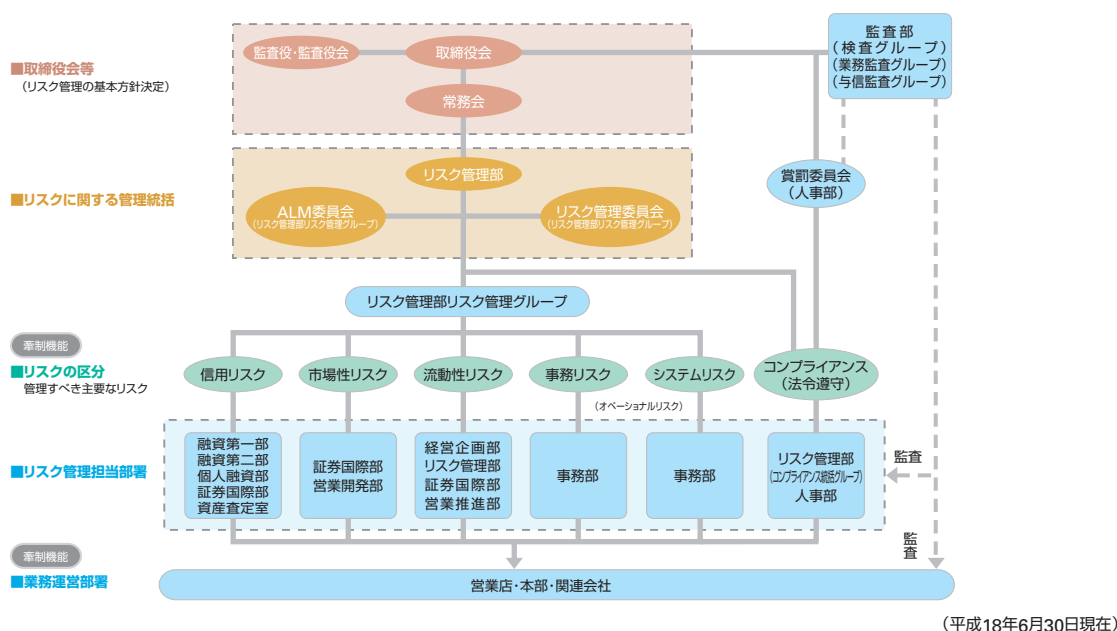 ■取締役会等
(リスク管理の基本方針決定)
監査役・監査役会
取締役会
常務会
監査部
(検査グループ)
(業務監査グループ)
(与信監査グループ)
■リスクに関する管理統括
リスク管理部
ALM委員会
(リスク管理部リスク管理グループ)
リスク管理委員会
(リスク管理部リスク管理グループ)
賞罰委員会
(人事部)
リスク管理部リスク管理グループ
牽制機能
■リスクの区分
管理すべき主要なリスク
信用リスク
市場性リスク
流動性リスク
事務リスク
システムリスク
(オペーショナルリスク)
コンプライアンス
(法令遵守)
■リスク管理担当部署
融資第一部
融資第二部
個人融資部
証券国際部
資産査定室
証券国際部
営業開発部
経営企画部
リスク管理部
証券国際部
営業推進部
事務部
事務部
リスク管理部
(コンプライアンス統括グループ)
人事部
監査
監査
牽制機能
■業務運営部署
営業店・本部・関連会社
(平成18年6月30日現在)